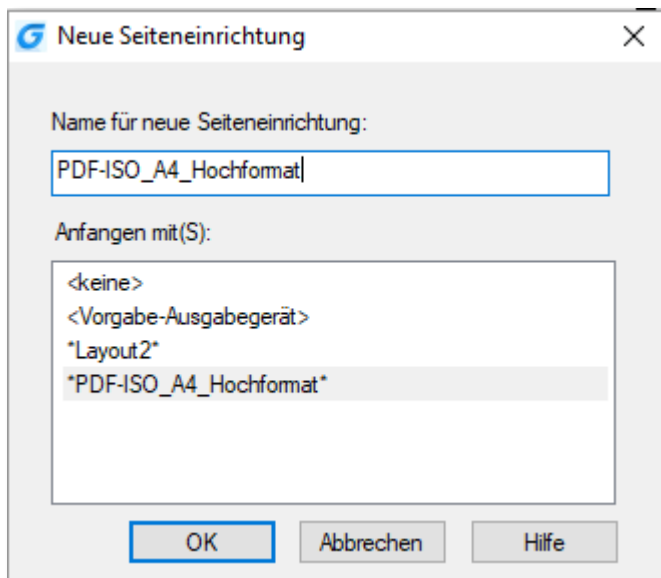 Neue Seiteneinrichtung
Name für neue Seiteneinrichtung:
PDF-ISO_A4_Hochformat
Anfangen mit(S):
<keine>
<Vorgabe-Ausgabegerät>
*Layout2*
*PDF-ISO_A4_Hochformat*
OK Abbrechen Hilfe